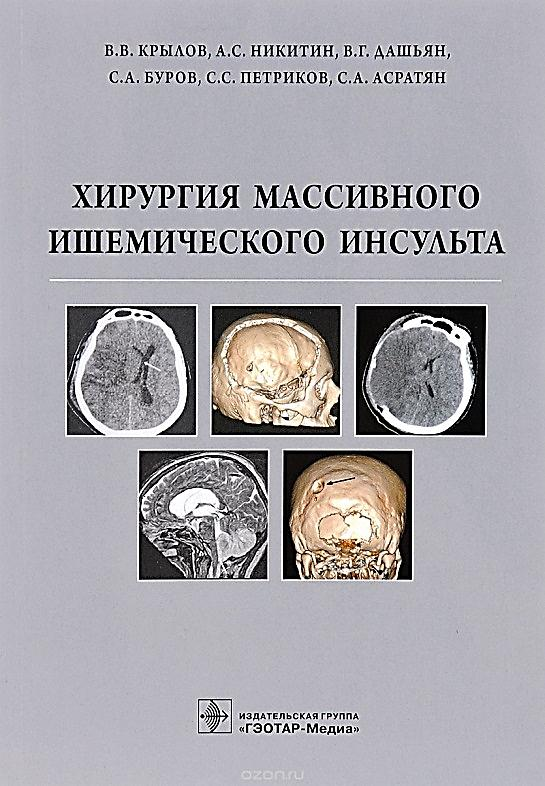 В.В. КРЫЛОВ, А.С. НИКИТИН, В.Г. ДАШЬЯН,
С.А. БУРОВ, С.С. ПЕТРИКОВ, С.А. АСРАТЯН
ХИРУРГИЯ МАССИВНОГО
ИШЕМИЧЕСКОГО ИНСУЛЬТА
ИЗДАТЕЛЬСКАЯ ГРУППА
«ГЭОТАР-Медиа»
ozon.ru